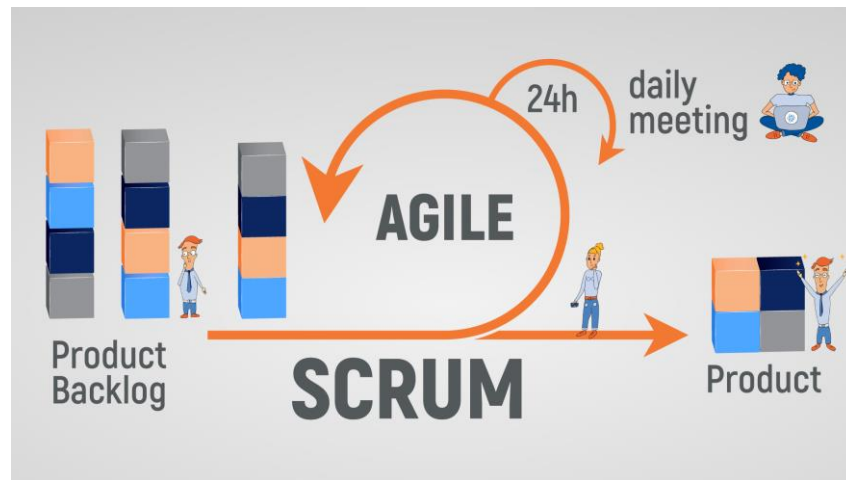 24h
daily
meeting
AGILE
Product
Backlog
SCRUM
Product